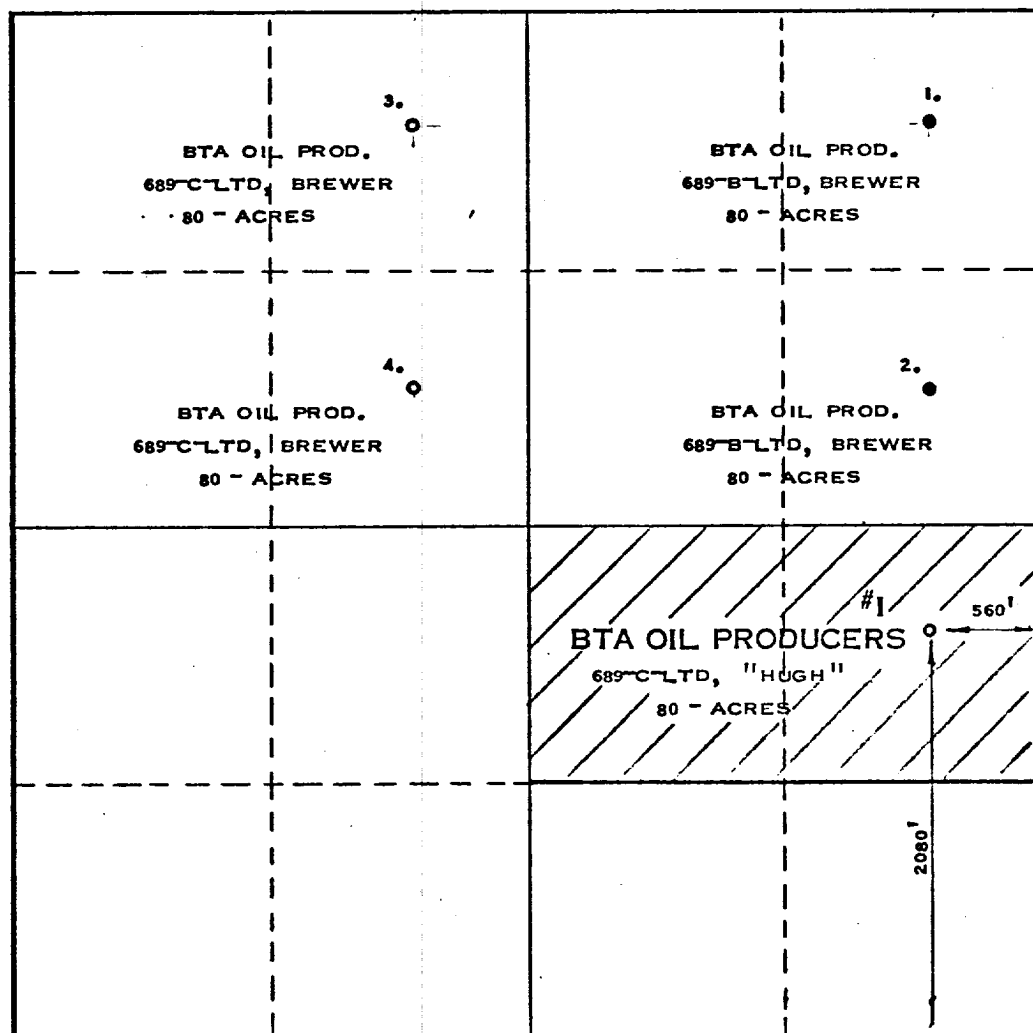 3.
BTA OIL PROD.
689-C-LTD, BREWER
80 - ACRES
1.
BTA OIL PROD.
689-B-LTD, BREWER
80 - ACRES
4.
BTA OIL PROD.
689-C-LTD, BREWER
80 - ACRES
2.
BTA OIL PROD.
689-B-LTD, BREWER
80 - ACRES
#1
560'
BTA OIL PRODUCERS
689-C-LTD, "HUGH"
80 - ACRES
2080'